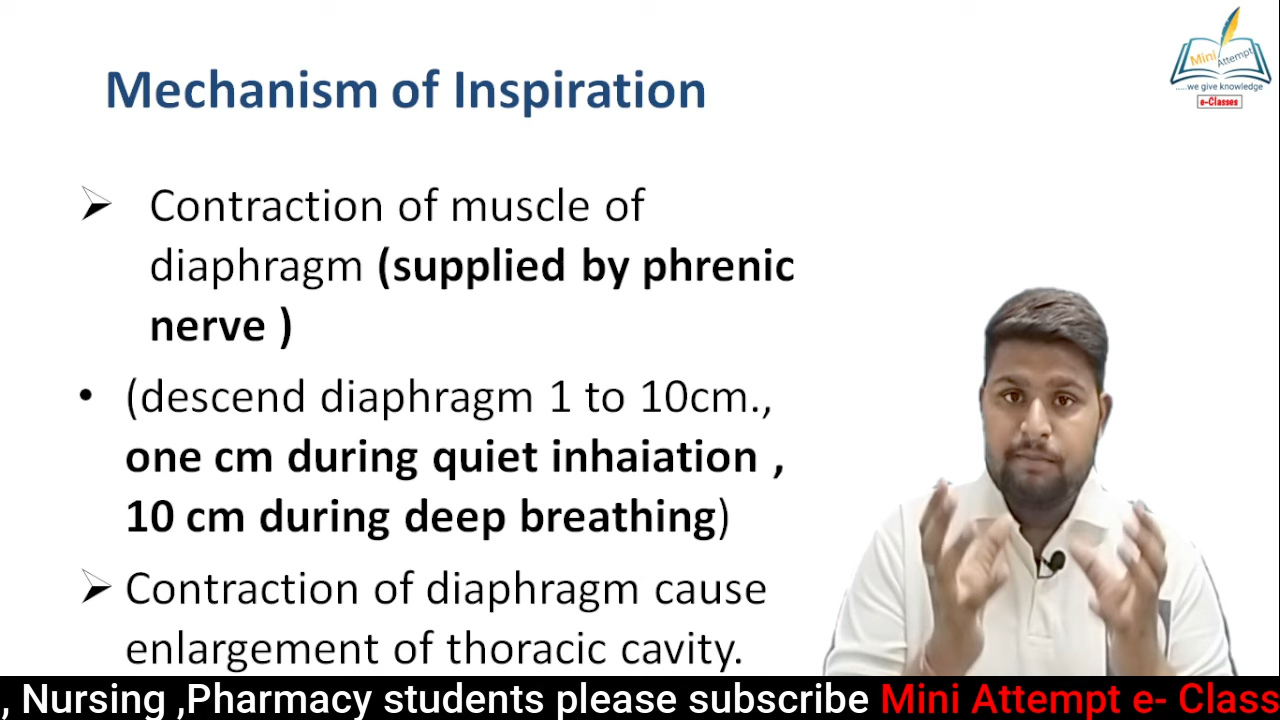 Mechanism of Inspiration
Mini Attempt
.....we give knowledge
e-Classes
➢ Contraction of muscle of
diaphragm (supplied by phrenic
nerve )
• (descend diaphragm 1 to 10cm.,
one cm during quiet inhaiation ,
10 cm during deep breathing)
➢ Contraction of diaphragm cause
enlargement of thoracic cavity.
, Nursing ,Pharmacy students please subscribe Mini Attempt e- Class